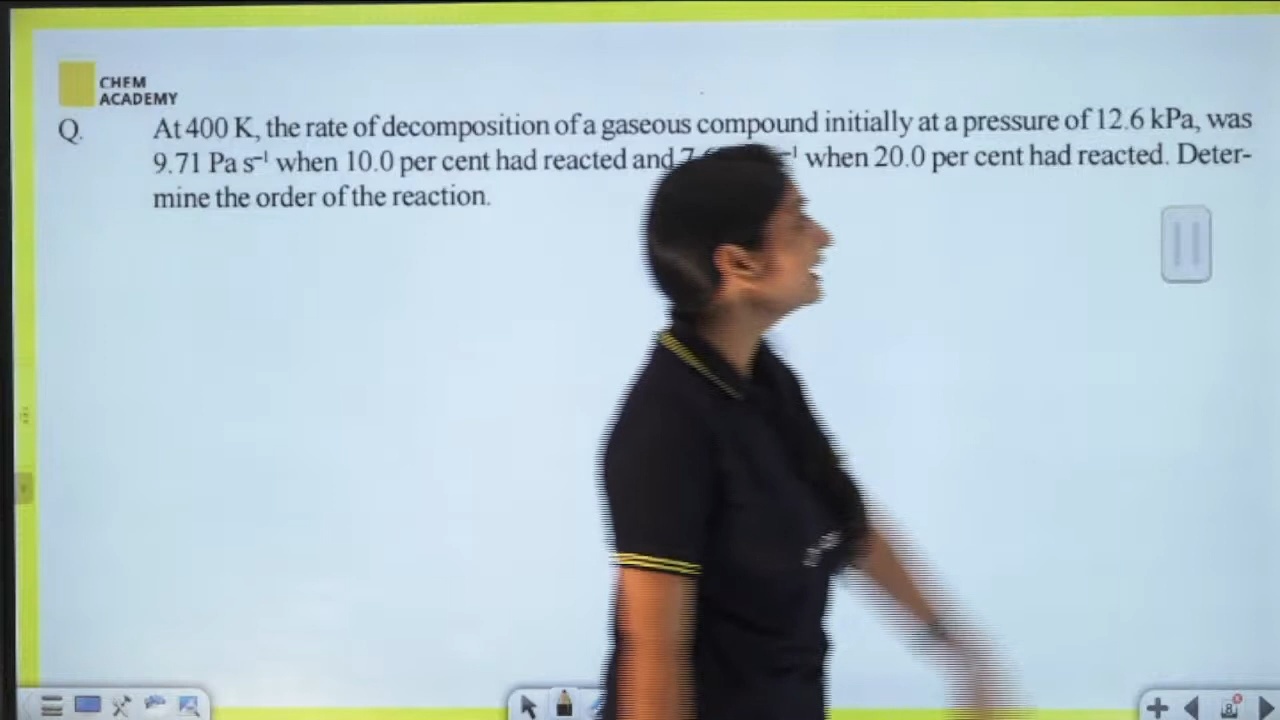 CHEM
ACADEMY
Q. At 400 K, the rate of decomposition of a gaseous compound initially at a pressure of 12.6 kPa, was
9.71 Pa s⁻¹ when 10.0 per cent had reacted and when 20.0 per cent had reacted. Deter-
mine the order of the reaction.